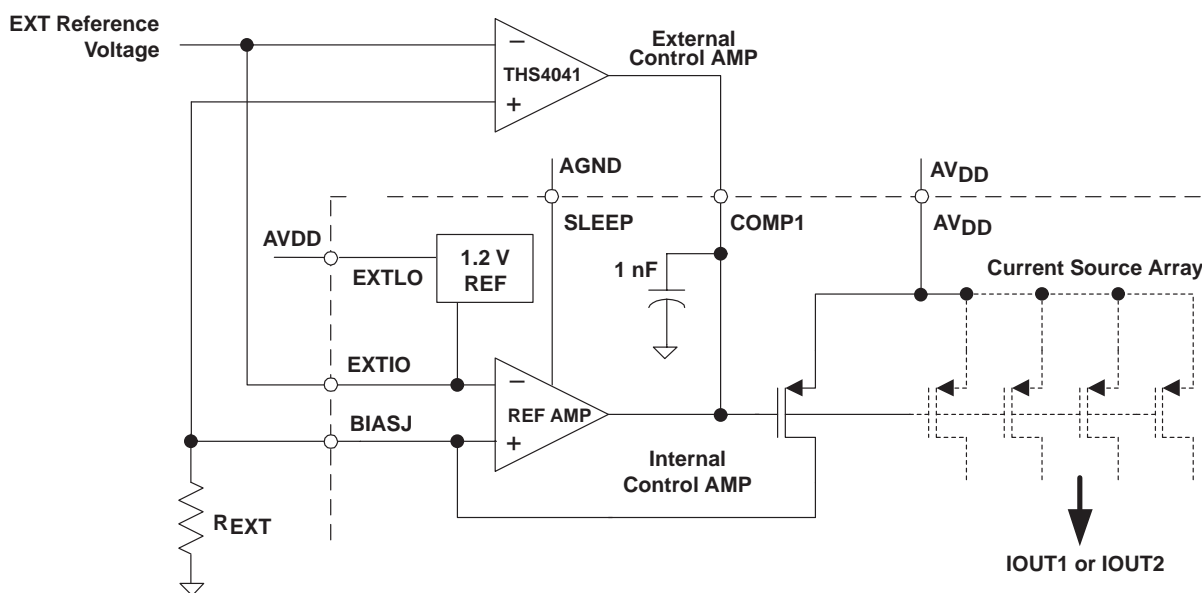 EXT Reference
Voltage
−
THS4041
+
External
Control AMP
AGND
AVDD
SLEEP
COMP1
AVDD
AVDD
EXTLO
1.2 V
REF
1 nF
Current Source Array
EXTIO
−
REF AMP
+
BIASJ
Internal
Control AMP
REXT
IOUT1 or IOUT2